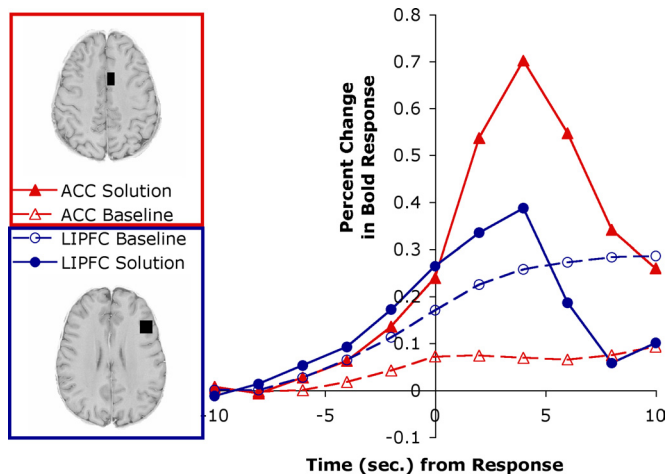 ACC Solution
ACC Baseline
LIPFC Baseline
LIPFC Solution
Percent Change
in Bold Response
0.8
0.7
0.6
0.5
0.4
0.3
0.2
0.1
0
-0.1
-10
-5
0
5
10
Time (sec.) from Response